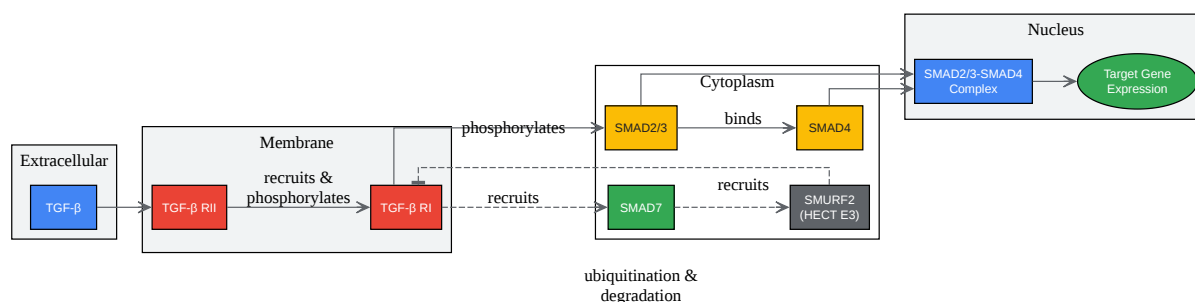 Nucleus
SMAD2/3-SMAD4
Complex
Target Gene
Expression
Cytoplasm
phosphorylates
SMAD2/3
binds
SMAD4
Membrane
Extracellular
recruits &
phosphorylates
TGF-β
TGF-β RII
TGF-β RI
recruits
SMAD7
recruits
SMURF2
(HECT E3)
ubiquitination &
degradation